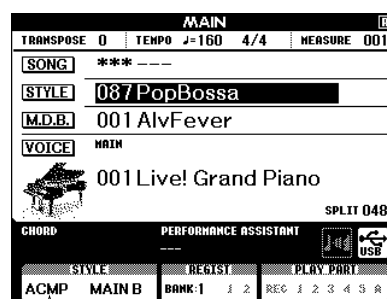 MAIN
TRANSPOSE 0 TEMPO ♩=160 4/4 MEASURE 001
SONG *** ---
STYLE 087 PopBossa
M.D.B. 001 AlvFever
VOICE MAIN
001 Live! Grand Piano
SPLIT 048
CHORD PERFORMANCE ASSISTANT
--- USB
STYLE REGIST PLAY PART
ACMP MAIN B BANK:1 1 2 REC 1 2 3 4 5 A